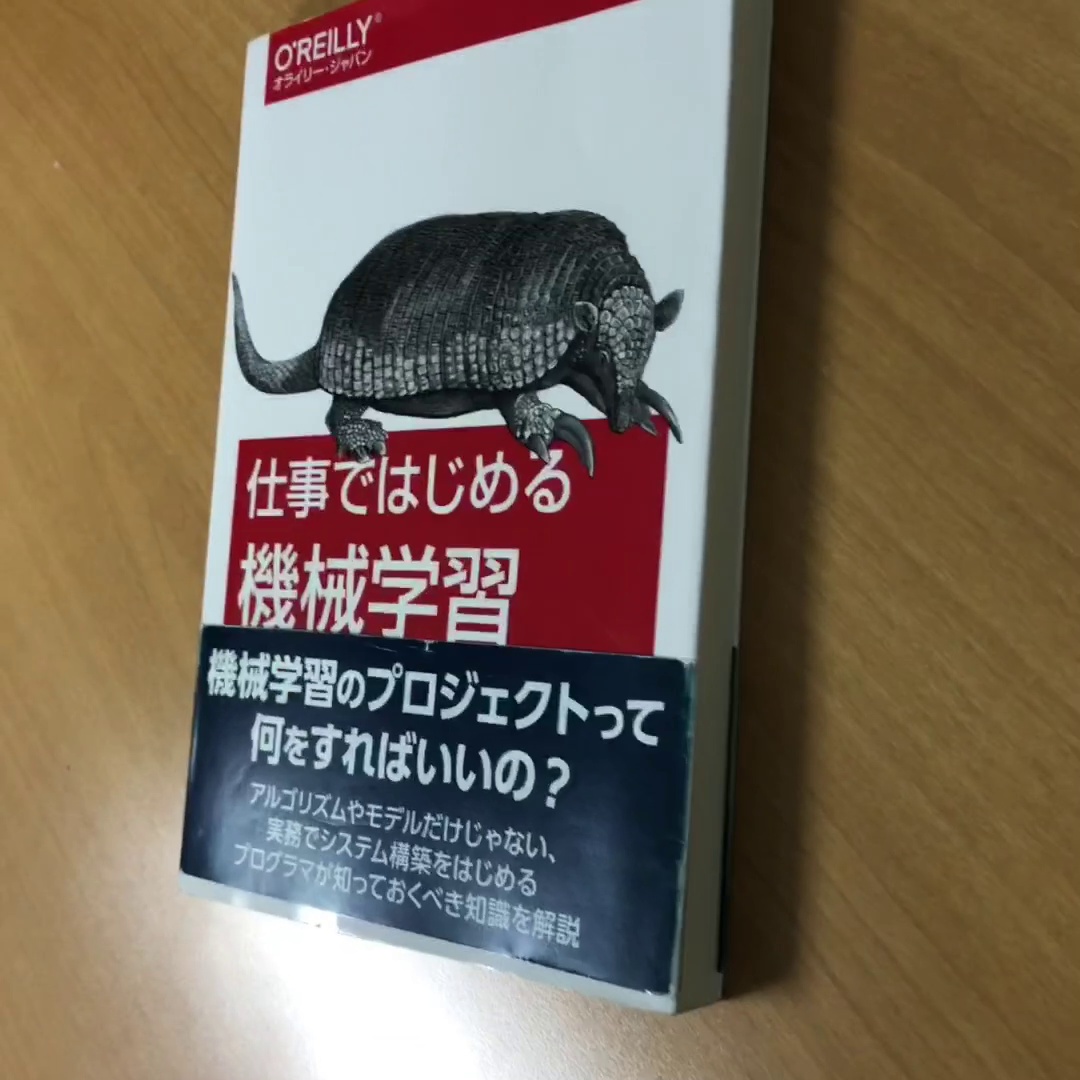 O'REILLY®
オライリー・ジャパン
仕事ではじめる
機械学習
機械学習のプロジェクトって
何をすればいいの?
アルゴリズムやモデルだけじゃない、
実務でシステム構築をはじめる
プログラマが知っておくべき知識を解説